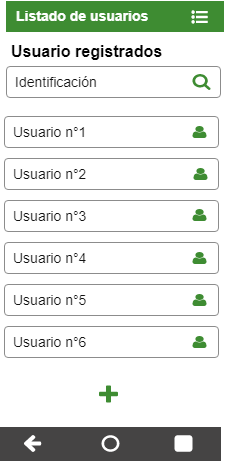 Listado de usuarios
Usuario registrados
Identificación
Usuario n°1
Usuario n°2
Usuario n°3
Usuario n°4
Usuario n°5
Usuario n°6